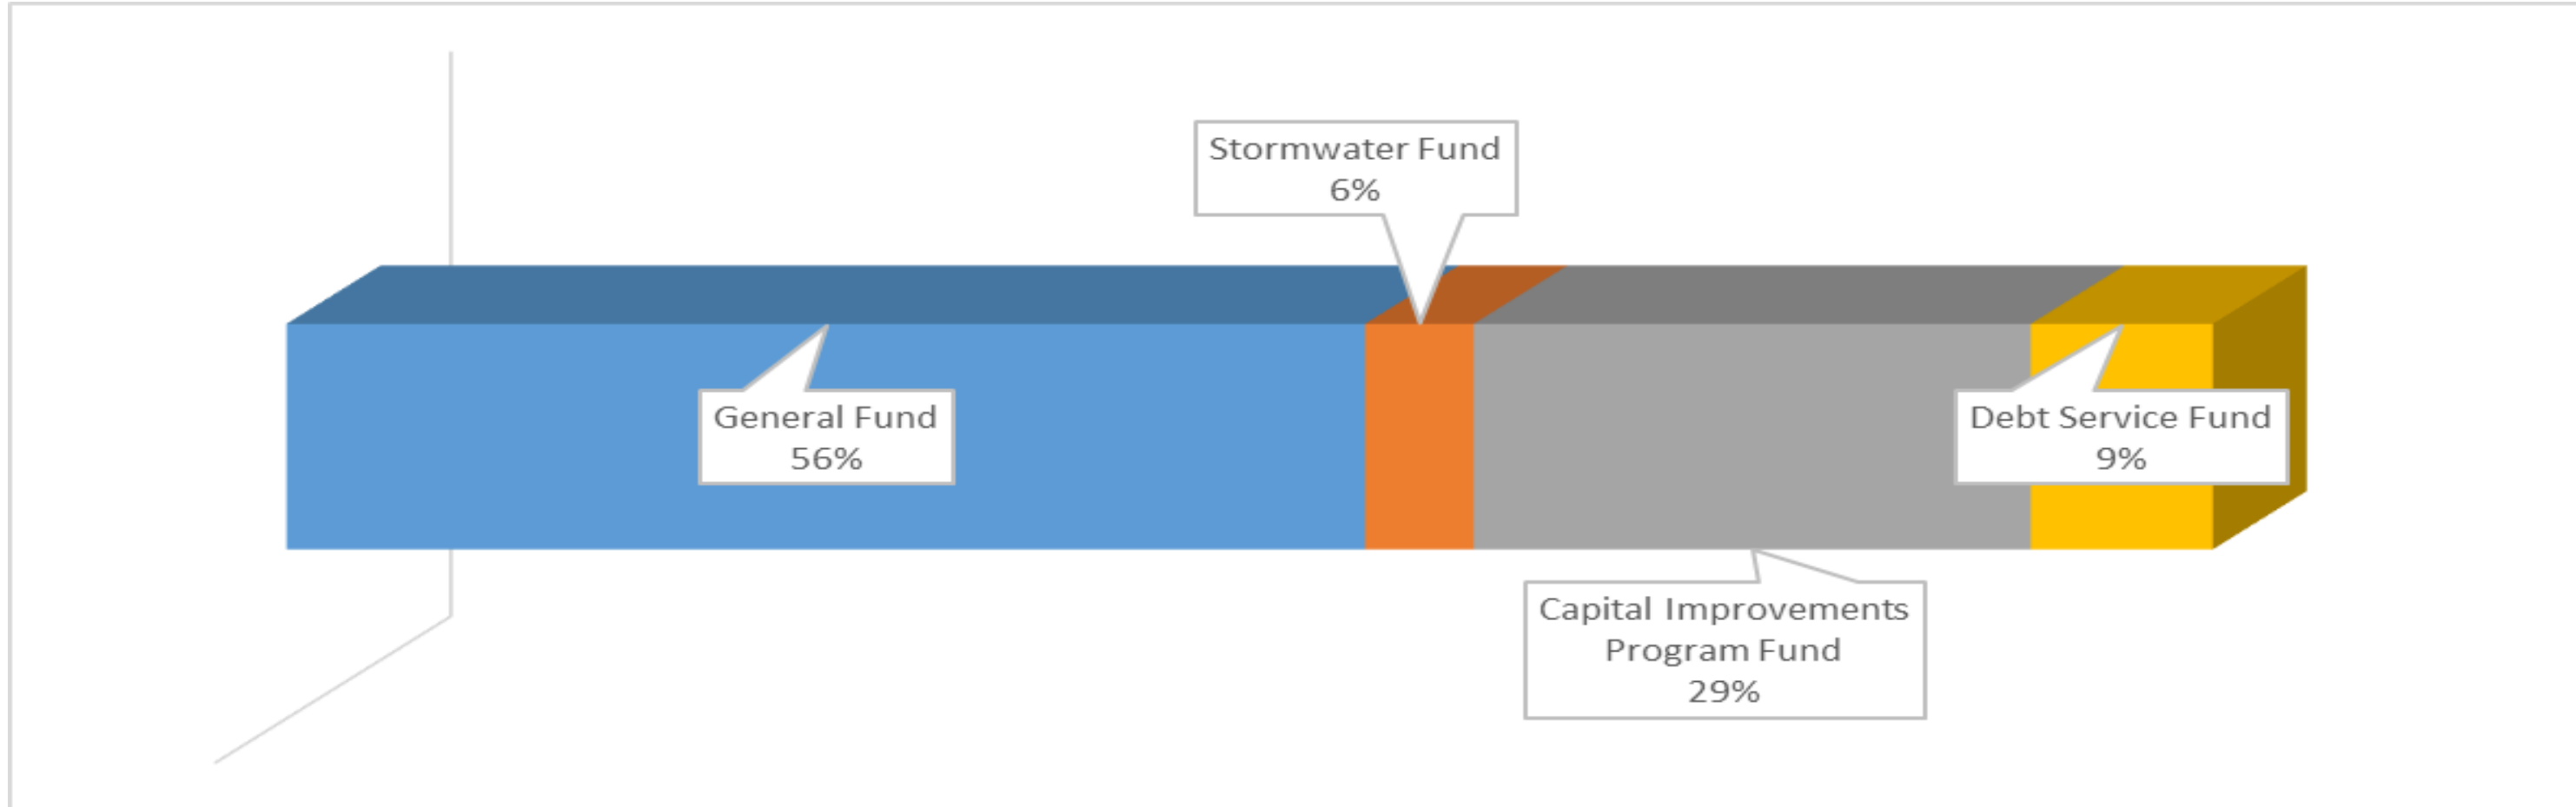 Stormwater Fund
6%
General Fund
56%
Debt Service Fund
9%
Capital Improvements
Program Fund
29%